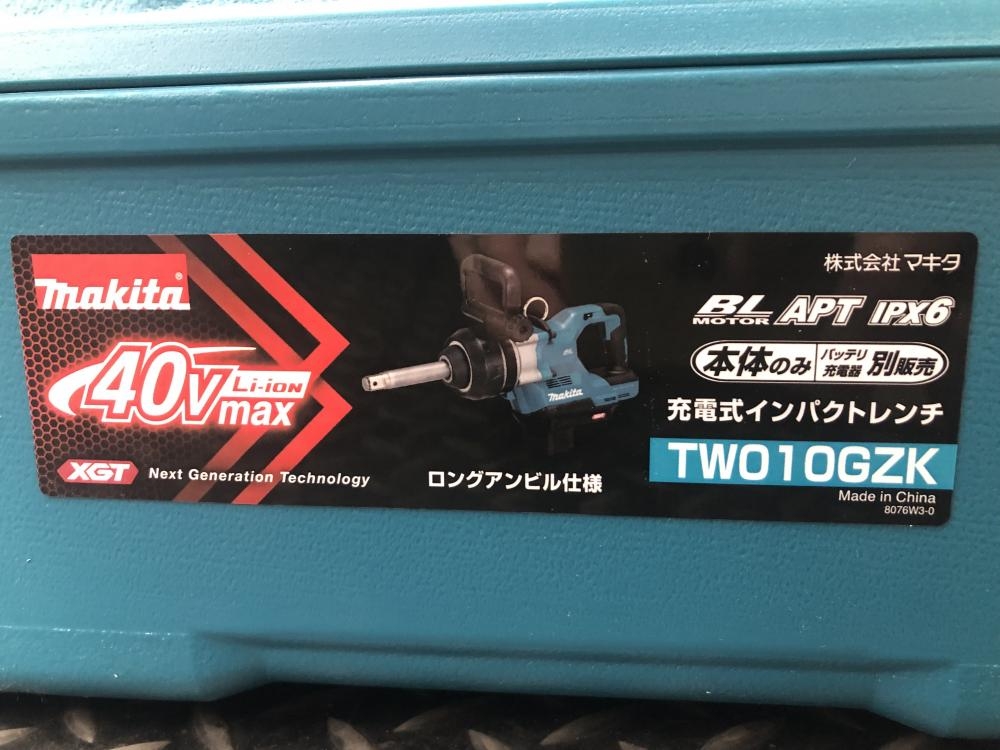 makita®
40Vmax Li-ion
XGT Next Generation Technology
BL
makita
ロングアンビル仕様
株式会社マキタ
BL MOTOR APT IPX6
本体のみ バッテリ 充電器 別販売
充電式インパクトレンチ
TW010GZK
Made in China
8076W3-0